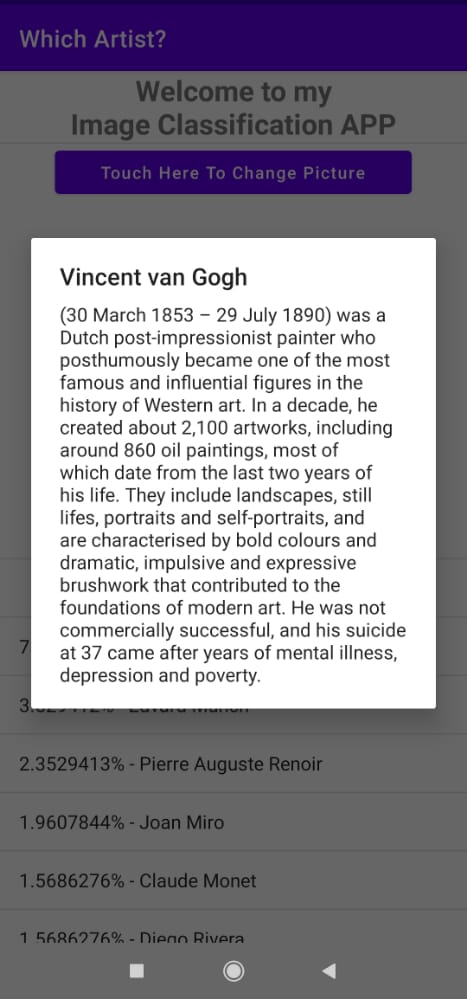 Which Artist?
Welcome to my
Image Classification APP
Touch Here To Change Picture
Vincent van Gogh
(30 March 1853 – 29 July 1890) was a
Dutch post-impressionist painter who
posthumously became one of the most
famous and influential figures in the
history of Western art. In a decade, he
created about 2,100 artworks, including
around 860 oil paintings, most of
which date from the last two years of
his life. They include landscapes, still
lifes, portraits and self-portraits, and
are characterised by bold colours and
dramatic, impulsive and expressive
brushwork that contributed to the
foundations of modern art. He was not
commercially successful, and his suicide
at 37 came after years of mental illness,
depression and poverty.
7
2.3529413% - Pierre Auguste Renoir
1.9607844% - Joan Miro
1.5686276% - Claude Monet
1.5686276% - Diego Rivera